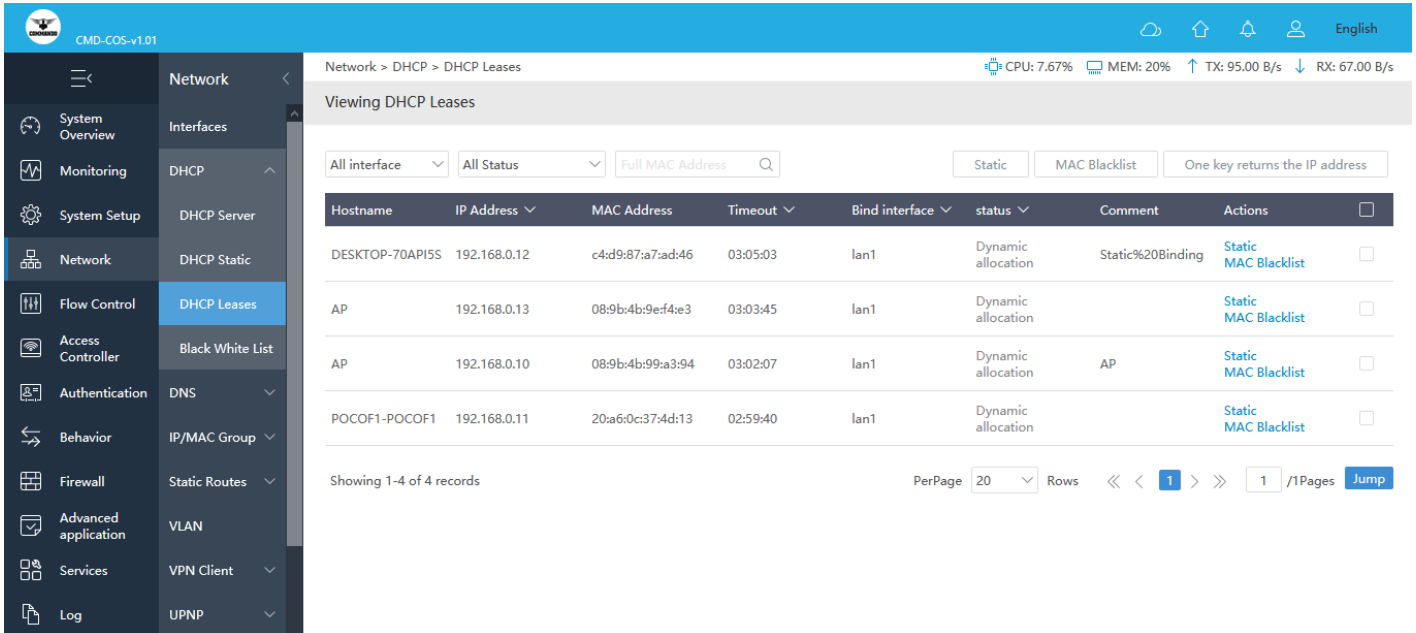 COMMANDO
CMD-COS-v1.01
English
Network
Network > DHCP > DHCP Leases
CPU: 7.67% MEM: 20% TX: 95.00 B/s RX: 67.00 B/s
Viewing DHCP Leases
System
Overview
Monitoring
System Setup
Network
Flow Control
Access
Controller
Authentication
Behavior
Firewall
Advanced
application
Services
Log
Interfaces
DHCP
DHCP Server
DHCP Static
DHCP Leases
Black White List
DNS
IP/MAC Group
Static Routes
VLAN
VPN Client
UPNP
All interface All Status Full MAC Address Static MAC Blacklist One key returns the IP address
Hostname IP Address MAC Address Timeout Bind interface status Comment Actions
DESKTOP-70API5S 192.168.0.12 c4:d9:87:a7:ad:46 03:05:03 lan1 Dynamic allocation Static%20Binding Static MAC Blacklist
AP 192.168.0.13 08:9b:4b:9e:f4:e3 03:03:45 lan1 Dynamic allocation Static MAC Blacklist
AP 192.168.0.10 08:9b:4b:99:a3:94 03:02:07 lan1 Dynamic allocation AP Static MAC Blacklist
POCOF1-POCOF1 192.168.0.11 20:a6:0c:37:4d:13 02:59:40 lan1 Dynamic allocation Static MAC Blacklist
Showing 1-4 of 4 records PerPage 20 Rows 1 1 /1Pages Jump